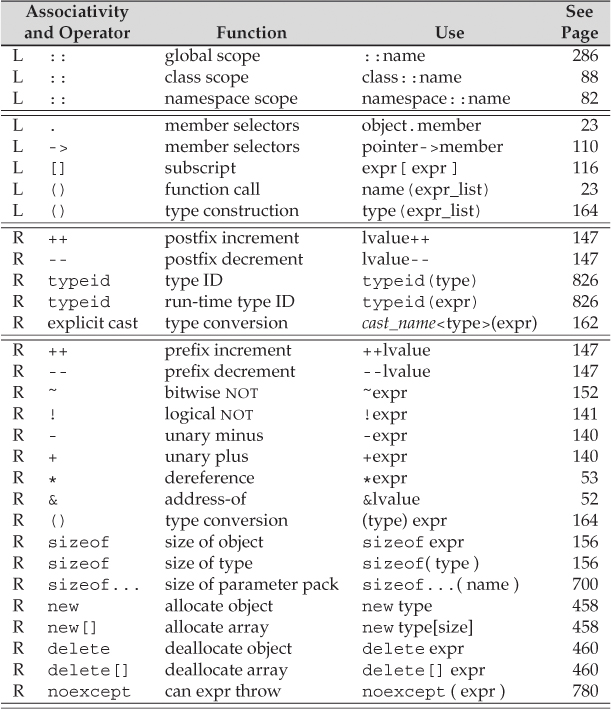 Associativity See
and Operator Function Use Page
L :: global scope ::name 286
L :: class scope class::name 88
L :: namespace scope namespace::name 82
L . member selectors object.member 23
L -> member selectors pointer->member 110
L [] subscript expr[ expr ] 116
L () function call name(expr_list) 23
L () type construction type(expr_list) 164
R ++ postfix increment lvalue++ 147
R -- postfix decrement lvalue-- 147
R typeid type ID typeid(type) 826
R typeid run-time type ID typeid(expr) 826
R explicit cast type conversion cast_name<type>(expr) 162
R ++ prefix increment ++lvalue 147
R -- prefix decrement --lvalue 147
R ~ bitwise NOT ~expr 152
R ! logical NOT !expr 141
R - unary minus -expr 140
R + unary plus +expr 140
R * dereference *expr 53
R & address-of &lvalue 52
R () type conversion (type) expr 164
R sizeof size of object sizeof expr 156
R sizeof size of type sizeof( type ) 156
R sizeof... size of parameter pack sizeof...( name ) 700
R new allocate object new type 458
R new[] allocate array new type[size] 458
R delete deallocate object delete expr 460
R delete[] deallocate array delete[] expr 460
R noexcept can expr throw noexcept ( expr ) 780